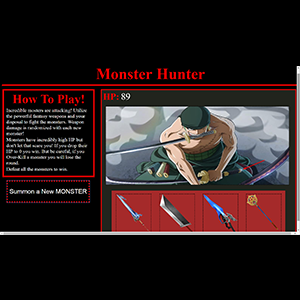 Monster Hunter
How To Play!
HP: 89
Incredible mosters are attacking! Utilize
the powerful fantasy weapons and your
disposal to fight the monsters. Weapon
damage is randomized with each new
monster!
Monsters have incredibly high HP but
don't let that scare you! If you drop their
HP to 0 you win. But be careful, if you
Over-Kill a monster you will lose the
round.
Defeat all the monsters to win.
Summon a New MONSTER